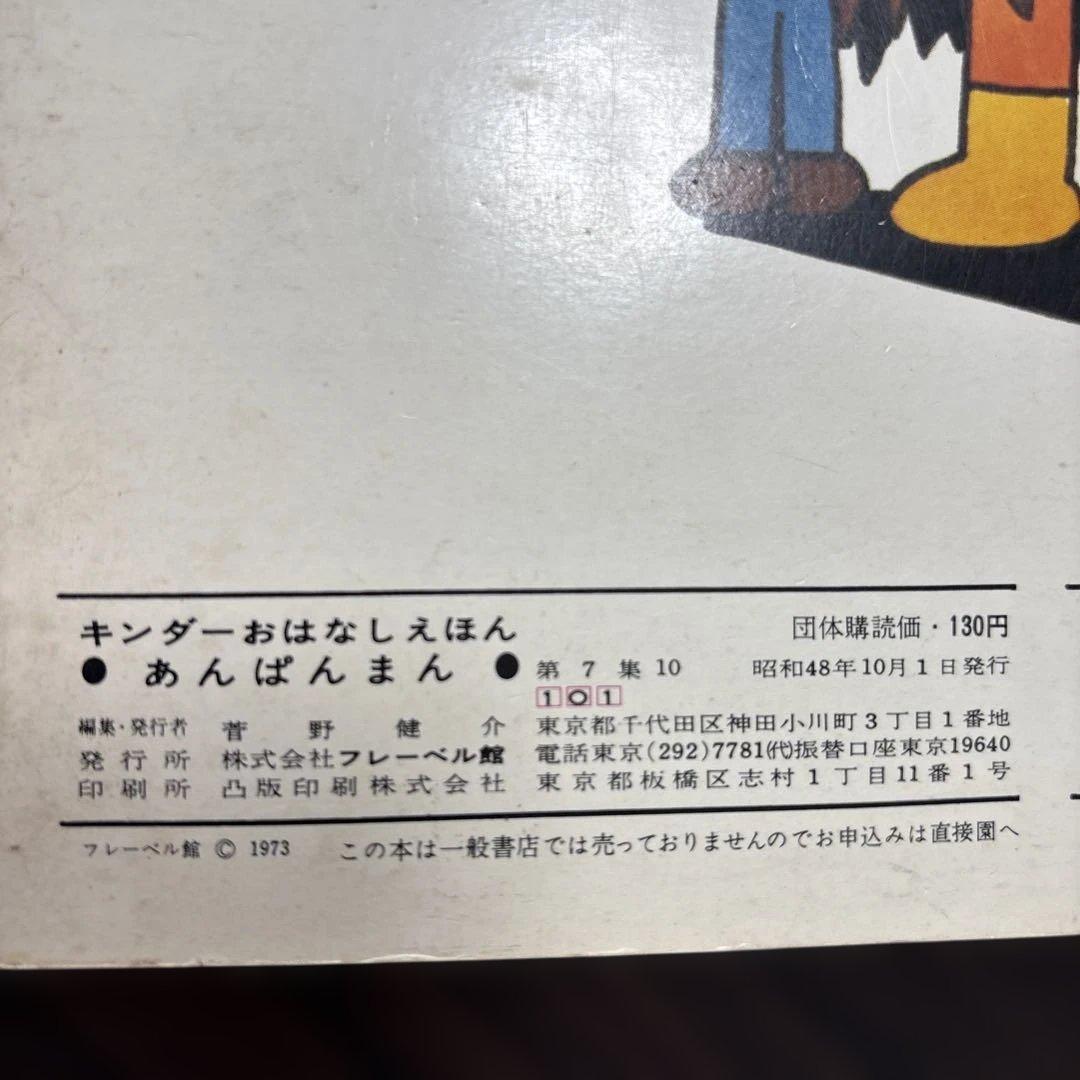 キンダーおはなしえほん 団体購読価・130円
●あんぱんまん● 第7集10 昭和48年10月1日発行
101
編集・発行者 菅野健介 東京都千代田区神田小川町3丁目1番地
発行所 株式会社フレーベル館 電話東京(292)7781㈹振替口座東京19640
印刷所 凸版印刷株式会社 東京都板橋区志村1丁目11番1号
フレーベル館 © 1973 この本は一般書店では売っておりませんのでお申込みは直接園へ